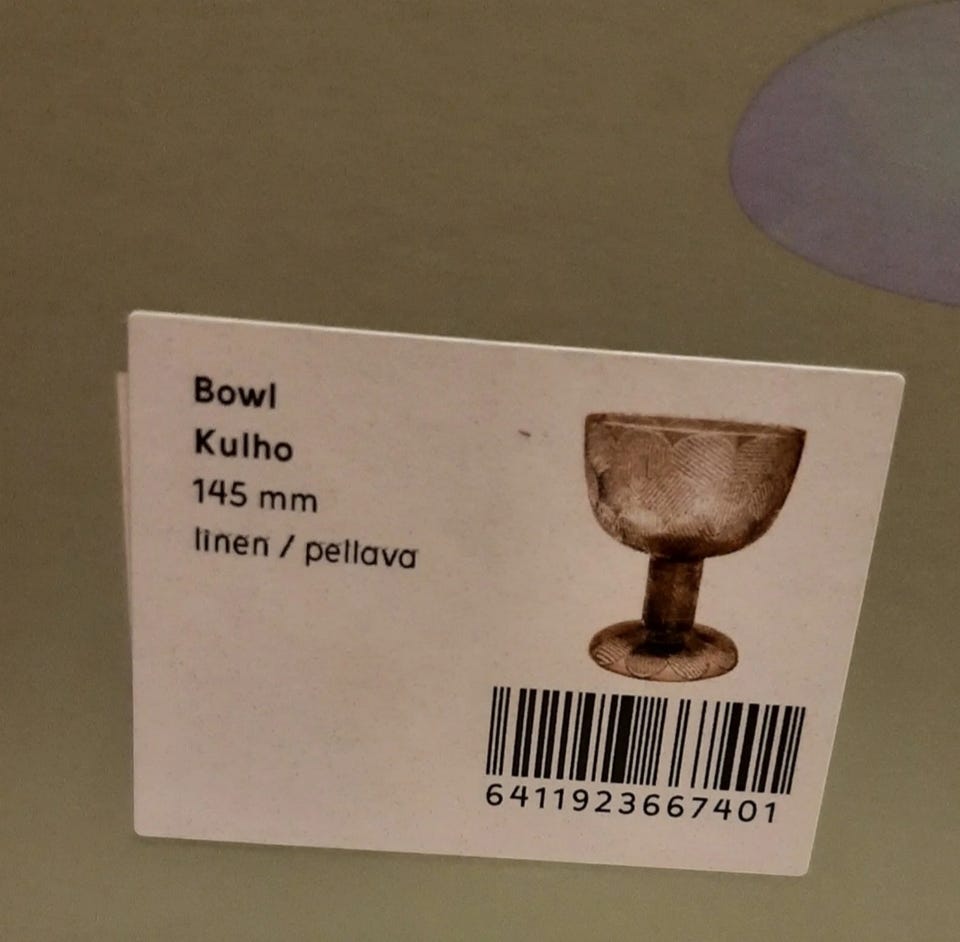 Bowl
Kulho
145 mm
linen / pellava
6411923667401